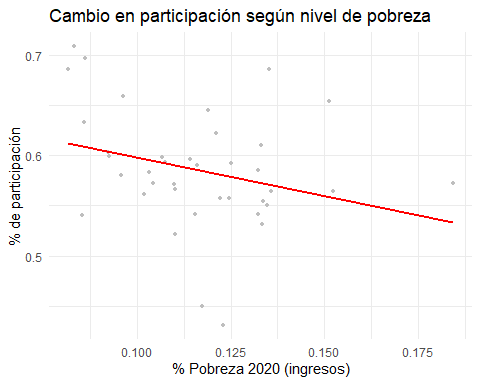 Cambio en participación según nivel de pobreza
0.7
0.6
0.5
% de participación
0.100 0.125 0.150 0.175
% Pobreza 2020 (ingresos)